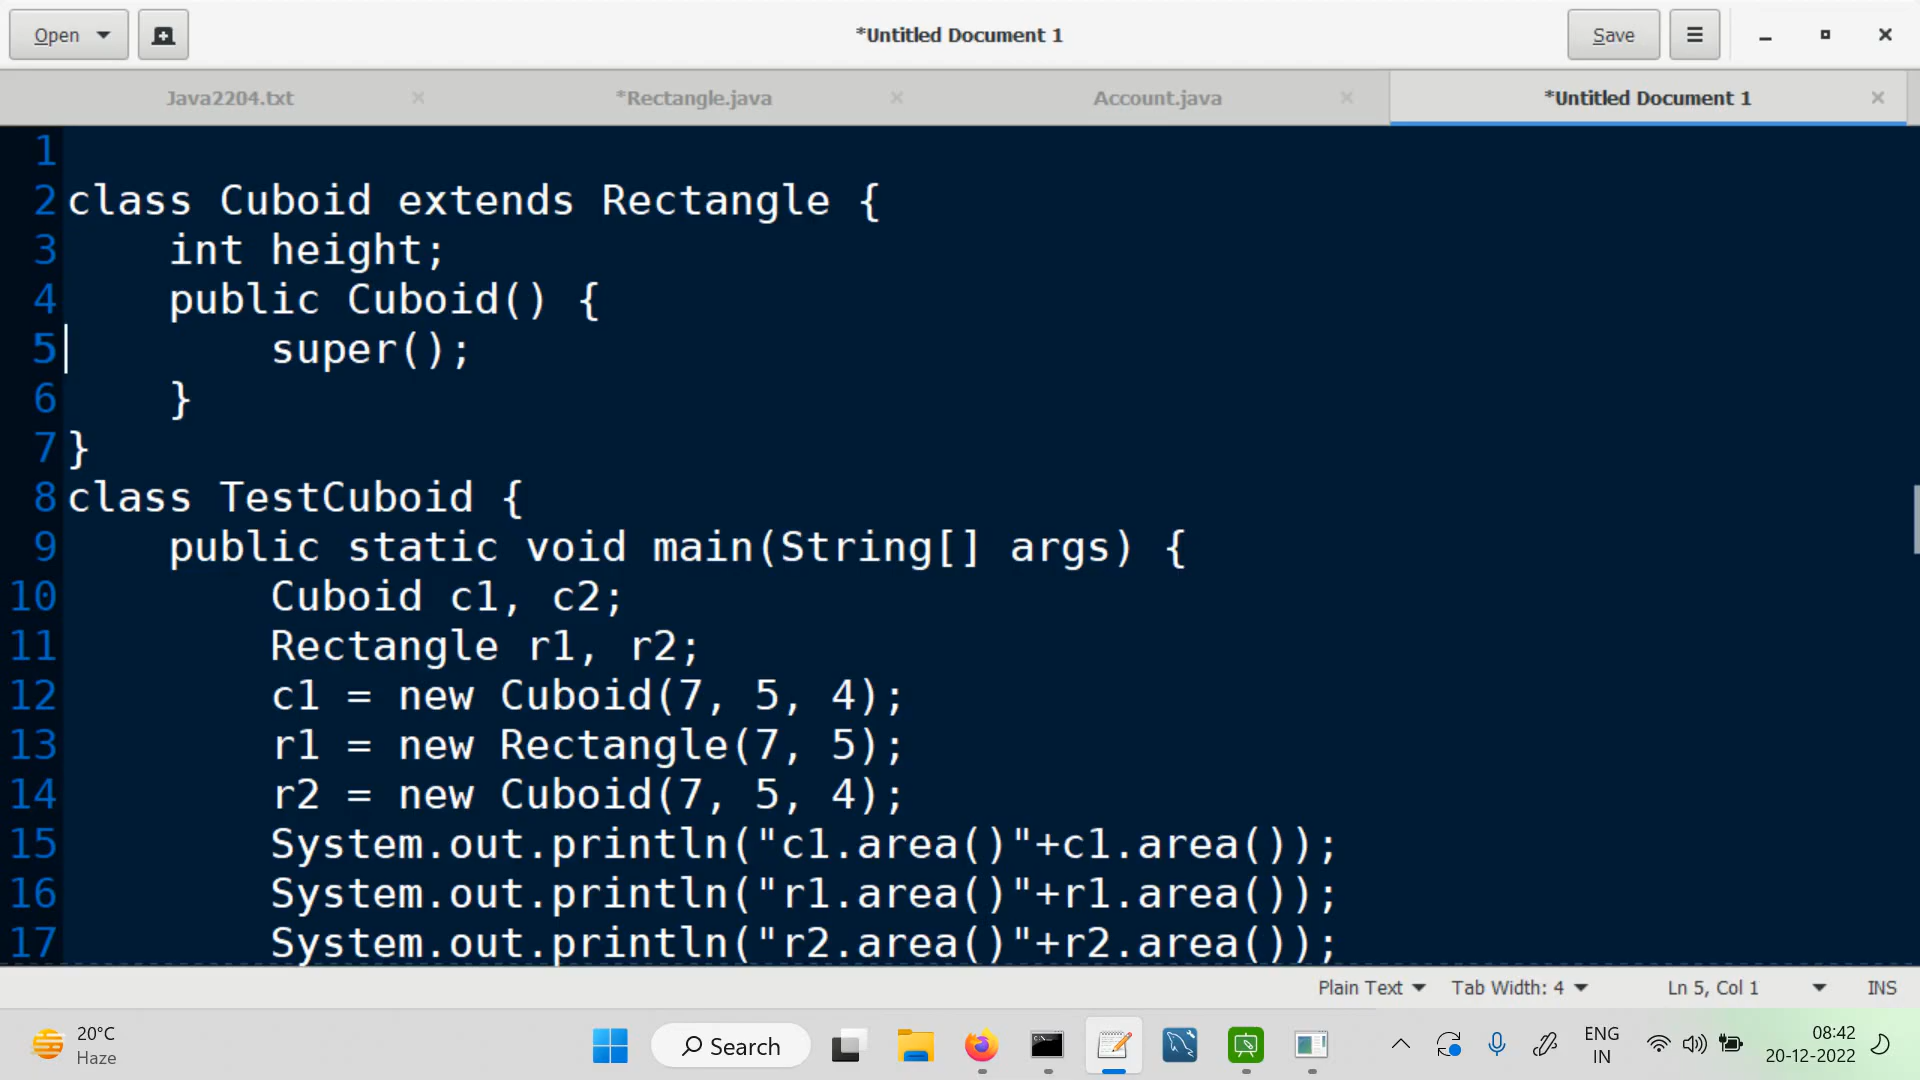 Open
*Untitled Document 1
Save
Java2204.txt
*Rectangle.java
Account.java
*Untitled Document 1
1
2 class Cuboid extends Rectangle {
3     int height;
4     public Cuboid() {
5         super();
6     }
7 }
8 class TestCuboid {
9     public static void main(String[] args) {
10         Cuboid c1, c2;
11         Rectangle r1, r2;
12         c1 = new Cuboid(7, 5, 4);
13         r1 = new Rectangle(7, 5);
14         r2 = new Cuboid(7, 5, 4);
15         System.out.println("c1.area()"+c1.area());
16         System.out.println("r1.area()"+r1.area());
17         System.out.println("r2.area()"+r2.area());
Plain Text Tab Width: 4 Ln 5, Col 1 INS
20°C
Haze
Search
ENG
IN
08:42
20-12-2022